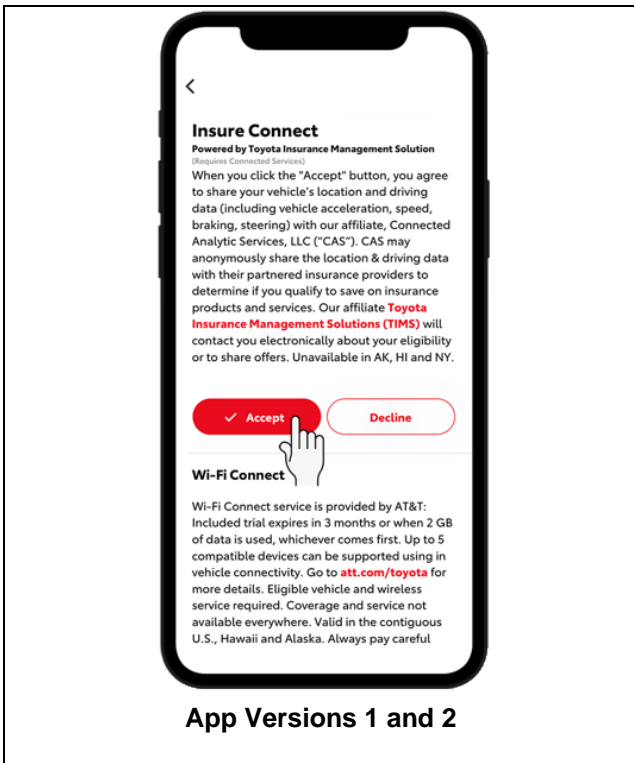 Insure Connect
Powered by Toyota Insurance Management Solution
(Requires Connected Services)
When you click the "Accept" button, you agree
to share your vehicle's location and driving
data (including vehicle acceleration, speed,
braking, steering) with our affiliate, Connected
Analytic Services, LLC ("CAS"). CAS may
anonymously share the location & driving data
with their partnered insurance providers to
determine if you qualify to save on insurance
products and services. Our affiliate Toyota
Insurance Management Solutions (TIMS) will
contact you electronically about your eligibility
or to share offers. Unavailable in AK, HI and NY.
Accept
Decline
Wi-Fi Connect
Wi-Fi Connect service is provided by AT&T:
Included trial expires in 3 months or when 2 GB
of data is used, whichever comes first. Up to 5
compatible devices can be supported using in
vehicle connectivity. Go to att.com/toyota for
more details. Eligible vehicle and wireless
service required. Coverage and service not
available everywhere. Valid in the contiguous
U.S., Hawaii and Alaska. Always pay careful
App Versions 1 and 2